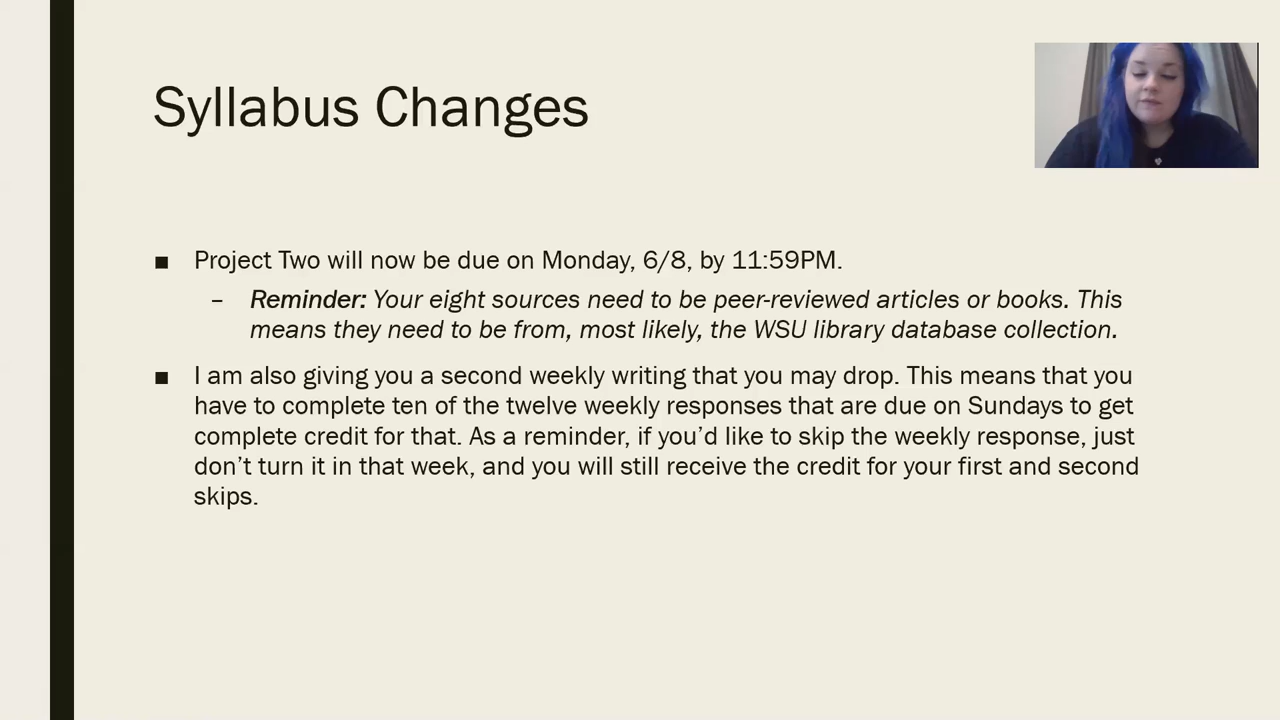 Syllabus Changes
■ Project Two will now be due on Monday, 6/8, by 11:59PM.
– Reminder: Your eight sources need to be peer-reviewed articles or books. This
means they need to be from, most likely, the WSU library database collection.
■ I am also giving you a second weekly writing that you may drop. This means that you
have to complete ten of the twelve weekly responses that are due on Sundays to get
complete credit for that. As a reminder, if you’d like to skip the weekly response, just
don’t turn it in that week, and you will still receive the credit for your first and second
skips.